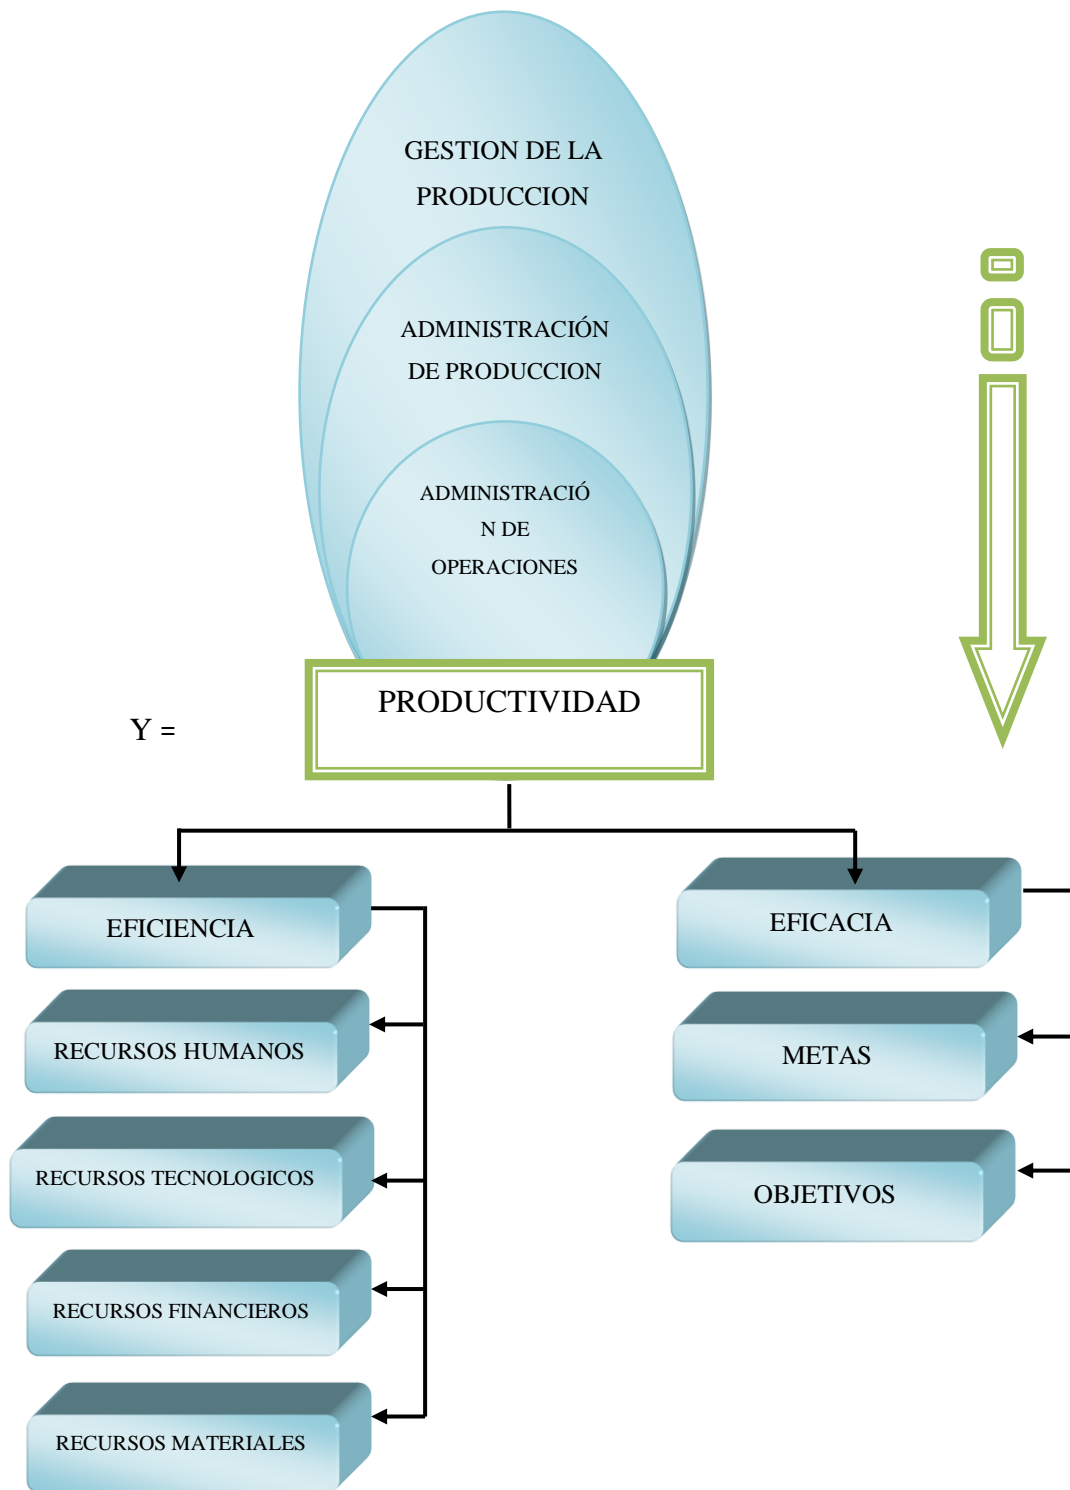 GESTION DE LA
PRODUCCION
ADMINISTRACIÓN
DE PRODUCCION
ADMINISTRACIÓ
N DE
OPERACIONES
PRODUCTIVIDAD
Y =
EFICIENCIA
EFICACIA
RECURSOS HUMANOS
METAS
RECURSOS TECNOLOGICOS
OBJETIVOS
RECURSOS FINANCIEROS
RECURSOS MATERIALES